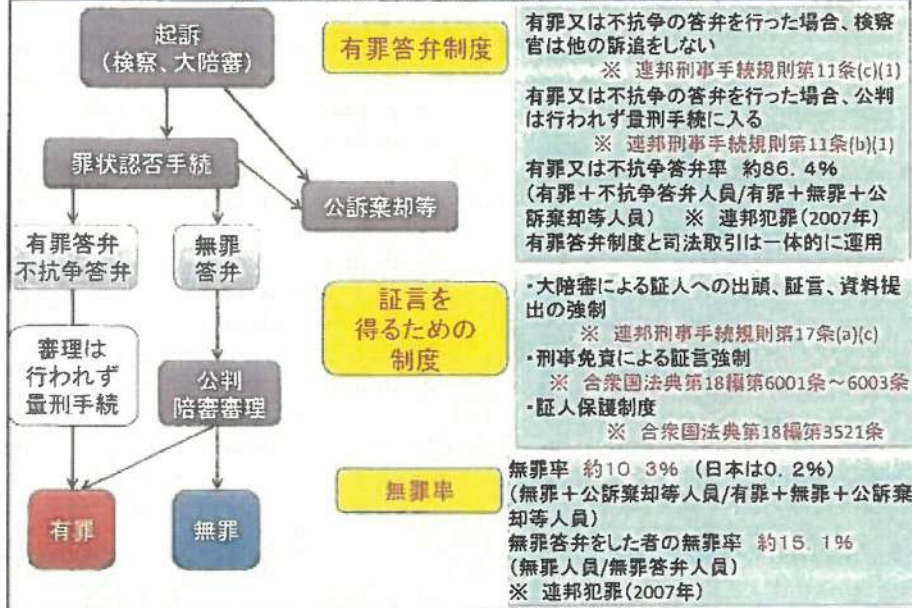 起訴
（検察、大陪審）
罪状認否手続
公訴棄却等
有罪答弁
不抗争答弁
無罪
答弁
審理は
行われず
量刑手続
公判
陪審審理
有罪
無罪
有罪答弁制度
有罪又は不抗争の答弁を行った場合、検察
官は他の訴追をしない
※ 連邦刑事手続規則第11条(c)(1)
有罪又は不抗争の答弁を行った場合、公判
は行われず量刑手続に入る
※ 連邦刑事手続規則第11条(b)(1)
有罪又は不抗争答弁率 約86．4％
(有罪＋不抗争答弁人員/有罪＋無罪＋公
訴棄却等人員) ※ 連邦犯罪(2007年)
有罪答弁制度と司法取引は一体的に運用
証言を
得るための
制度
・大陪審による証人への出頭、証言、資料提
出の強制
※ 連邦刑事手続規則第17条(a)(c)
・刑事免責による証言強制
※ 合衆国法典第18編第6001条～6003条
・証人保護制度
※ 合衆国法典第18編第3521条
無罪率
無罪率 約10．3％ (日本は0．2％)
(無罪＋公訴棄却等人員/有罪＋無罪＋公訴棄
却等人員)
無罪答弁をした者の無罪率 約15．1％
(無罪人員/無罪答弁人員)
※ 連邦犯罪(2007年)